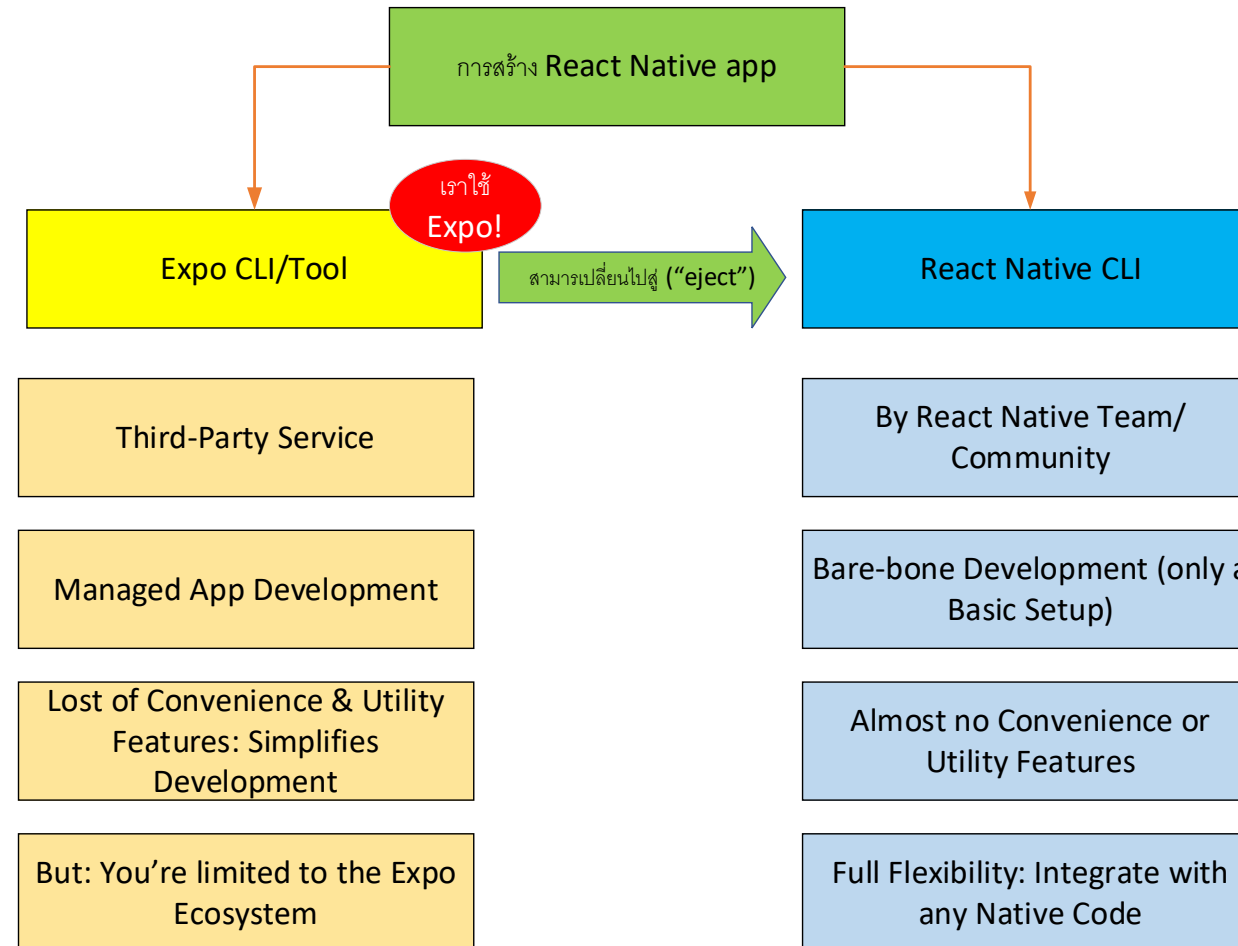 การสร้าง React Native app
เราใช้
Expo!
Expo CLI/Tool
สามารเปลี่ยนไปสู่ (“eject”)
React Native CLI
Third-Party Service
By React Native Team/
Community
Managed App Development
Bare-bone Development (only a
Basic Setup)
Lost of Convenience & Utility
Features: Simplifies
Development
Almost no Convenience or
Utility Features
But: You’re limited to the Expo
Ecosystem
Full Flexibility: Integrate with
any Native Code